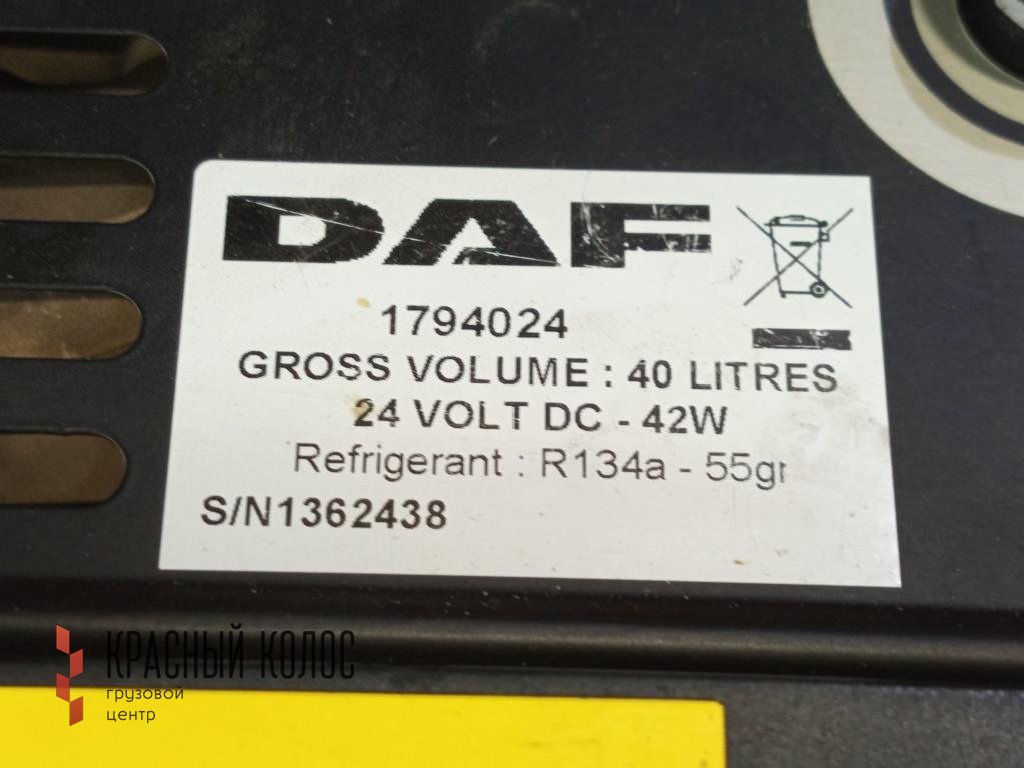 DAF
1794024
GROSS VOLUME : 40 LITRES
24 VOLT DC - 42W
Refrigerant : R134a - 55gr
S/N1362438
КРАСНЫЙ КОЛОС
грузовой
центр